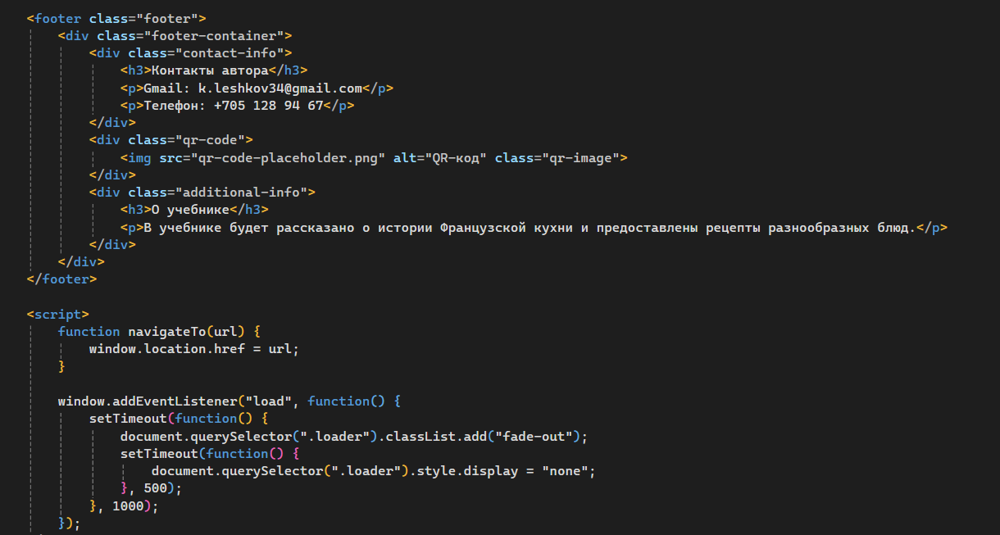 <footer class="footer">
<div class="footer-container">
<div class="contact-info">
<h3>Контакты автора</h3>
<p>Gmail: k.leshkov34@gmail.com</p>
<p>Телефон: +705 128 94 67</p>
</div>
<div class="qr-code">
<img src="qr-code-placeholder.png" alt="QR-код" class="qr-image">
</div>
<div class="additional-info">
<h3>О учебнике</h3>
<p>В учебнике будет рассказано о истории Французской кухни и предоставлены рецепты разнообразных блюд.</p>
</div>
</div>
</footer>
<script>
function navigateTo(url) {
window.location.href = url;
}
window.addEventListener("load", function() {
setTimeout(function() {
document.querySelector(".loader").classList.add("fade-out");
setTimeout(function() {
document.querySelector(".loader").style.display = "none";
}, 500);
}, 1000);
});